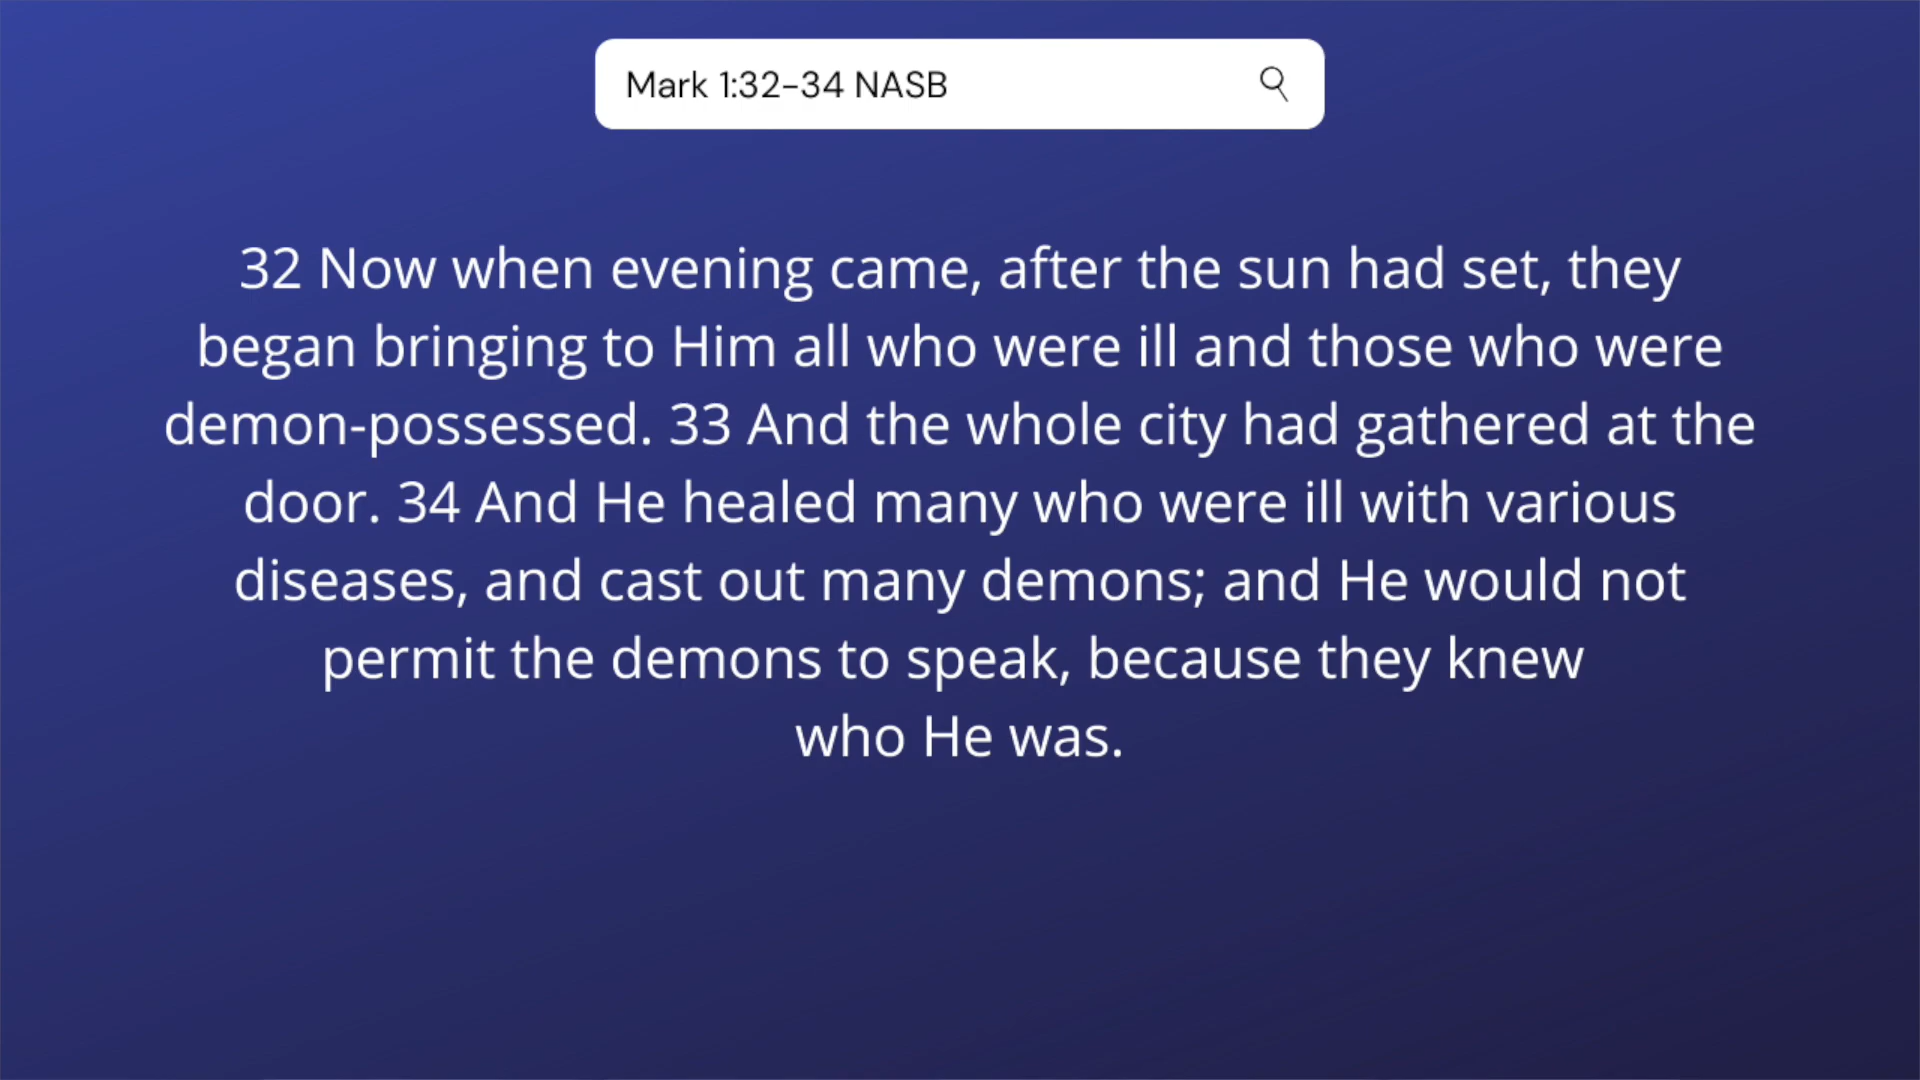 Mark 1:32-34 NASB
32 Now when evening came, after the sun had set, they
began bringing to Him all who were ill and those who were
demon-possessed. 33 And the whole city had gathered at the
door. 34 And He healed many who were ill with various
diseases, and cast out many demons; and He would not
permit the demons to speak, because they knew
who He was.